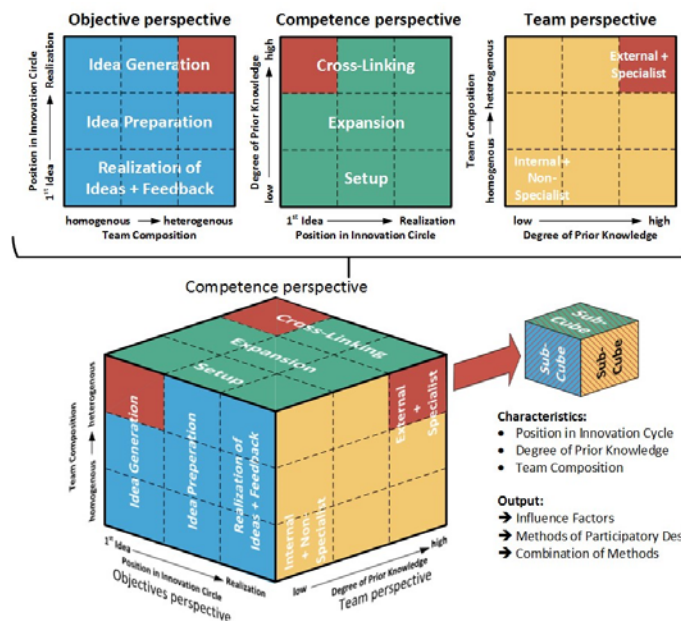 Objective perspective
Competence perspective
Team perspective
Position in Innovation Circle
1st Idea
Realization
Idea Generation
Idea Preparation
Realization of
Ideas + Feedback
homogenous
heterogenous
Team Composition
Degree of Prior Knowledge
low
high
Cross-Linking
Expansion
Setup
1st Idea
Realization
Position in Innovation Circle
Team Composition
homogenous
heterogenous
External +
Specialist
Internal +
Non-
Specialist
low
high
Degree of Prior Knowledge
Competence perspective
Cross-Linking
Expansion
Setup
Team Composition
homogenous
heterogenous
Idea Generation
Idea Preparation
Realization of
Ideas + Feedback
Internal
+ Non-
Specialist
External
+
Specialist
1st Idea
Realization
Position in Innovation Circle
Objectives perspective
low
high
Degree of Prior Knowledge
Team perspective
Sub-
Cube
Sub-
Cube
Sub-
Cube
Characteristics:
• Position in Innovation Cycle
• Degree of Prior Knowledge
• Team Composition
Output:
➔ Influence Factors
➔ Methods of Participatory Des
➔ Combination of Methods